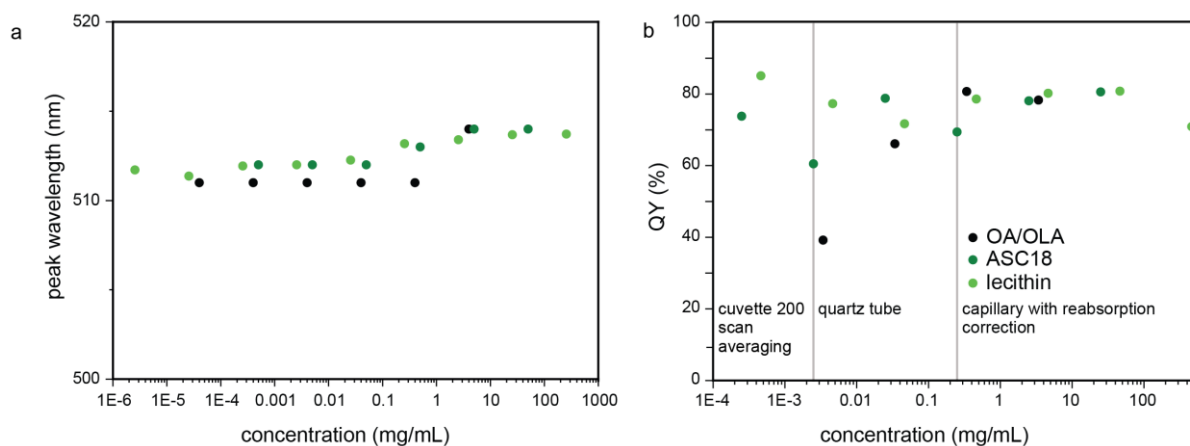 a
520
510
500
peak wavelength (nm)
1E-6 1E-5 1E-4 0.001 0.01 0.1 1 10 100 1000
concentration (mg/mL)
b
100
80
60
40
20
0
QY (%)
OA/OLA
ASC18
lecithin
cuvette 200
scan
averaging
quartz tube
capillary with reabsorption
correction
1E-4 1E-3 0.01 0.1 1 10 100
concentration (mg/mL)